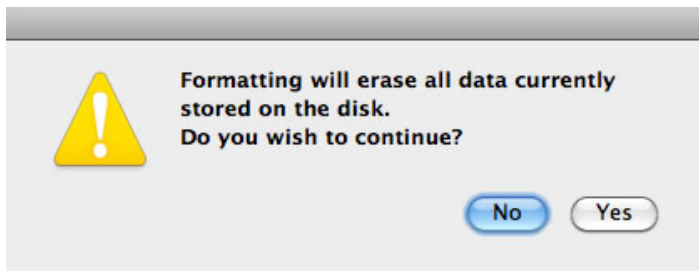 Formatting will erase all data currently
stored on the disk.
Do you wish to continue?
No Yes